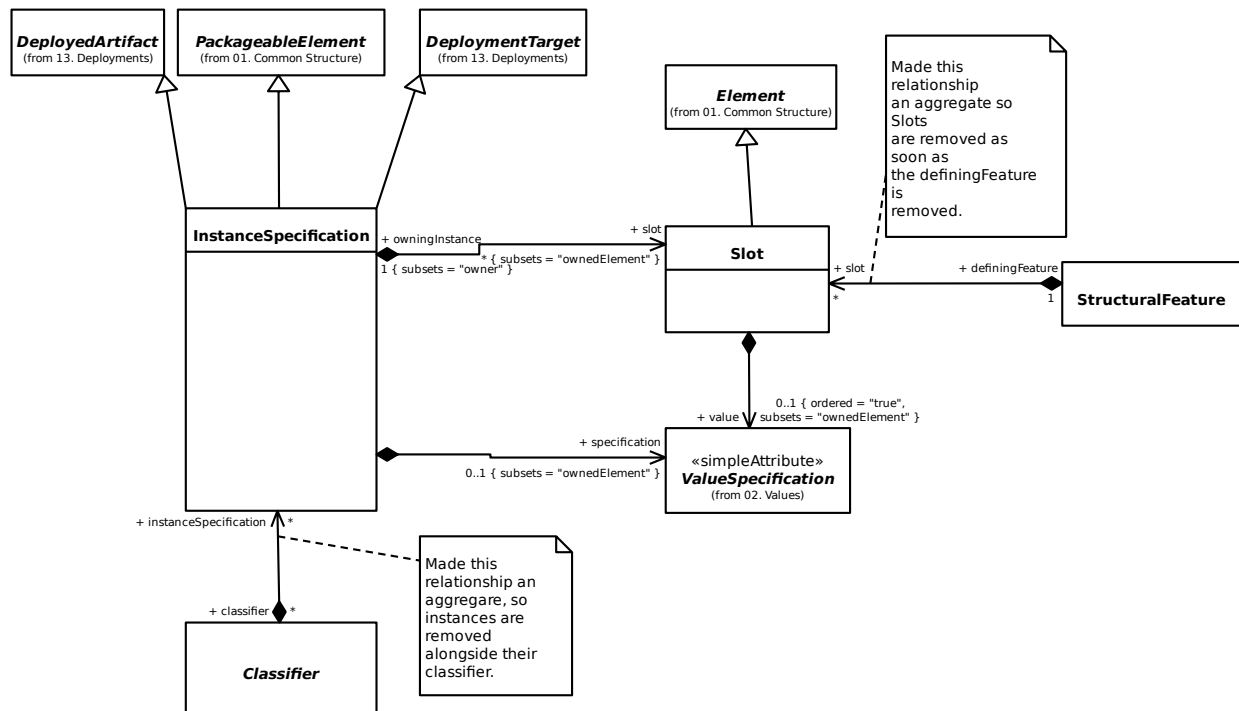 DeployedArtifact
(from 13. Deployments)
PackageableElement
(from 01. Common Structure)
DeploymentTarget
(from 13. Deployments)
Made this
relationship
an aggregate so
Slots
are removed as
soon as
the definingFeature
is
removed.
Element
(from 01. Common Structure)
InstanceSpecification
+ owningInstance
1 { subsets = "owner" }
+ slot
* { subsets = "ownedElement" }
Slot
+ slot
*
+ definingFeature
1
StructuralFeature
0..1 { ordered = "true",
+ value
subsets = "ownedElement" }
+ specification
0..1 { subsets = "ownedElement" }
«simpleAttribute»
ValueSpecification
(from 02. Values)
+ instanceSpecification
*
Made this
relationship an
aggregare, so
instances are
removed
alongside their
classifier.
+ classifier
*
Classifier